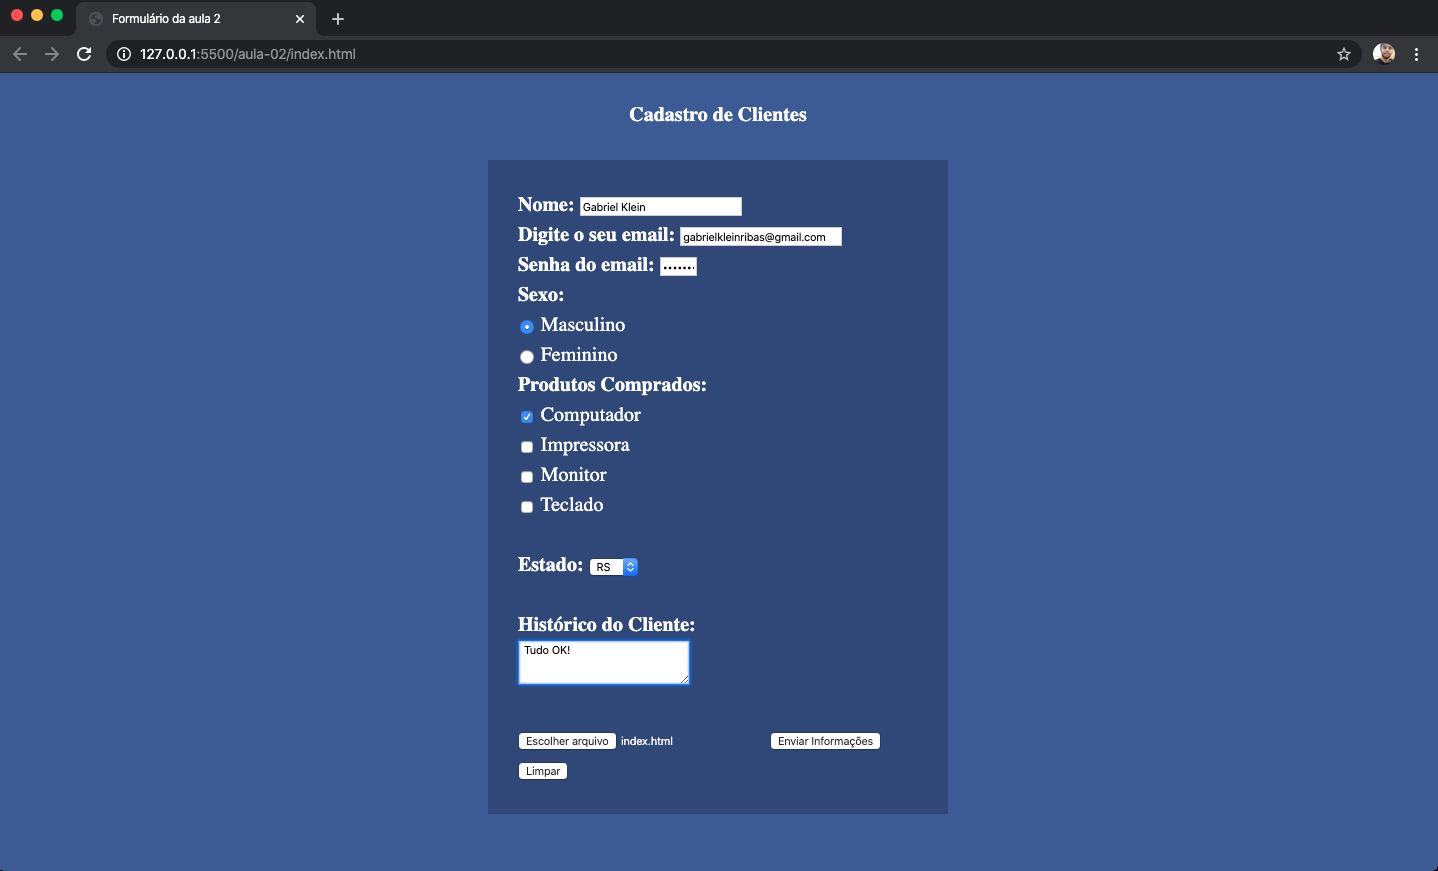 Formulário da aula 2
127.0.0.1:5500/aula-02/index.html
Cadastro de Clientes
Nome: Gabriel Klein
Digite o seu email: gabrielkleinribas@gmail.com
Senha do email: •••••••
Sexo:
Masculino
Feminino
Produtos Comprados:
Computador
Impressora
Monitor
Teclado
Estado: RS
Histórico do Cliente:
Tudo OK!
Escolher arquivo index.html Enviar Informações
Limpar